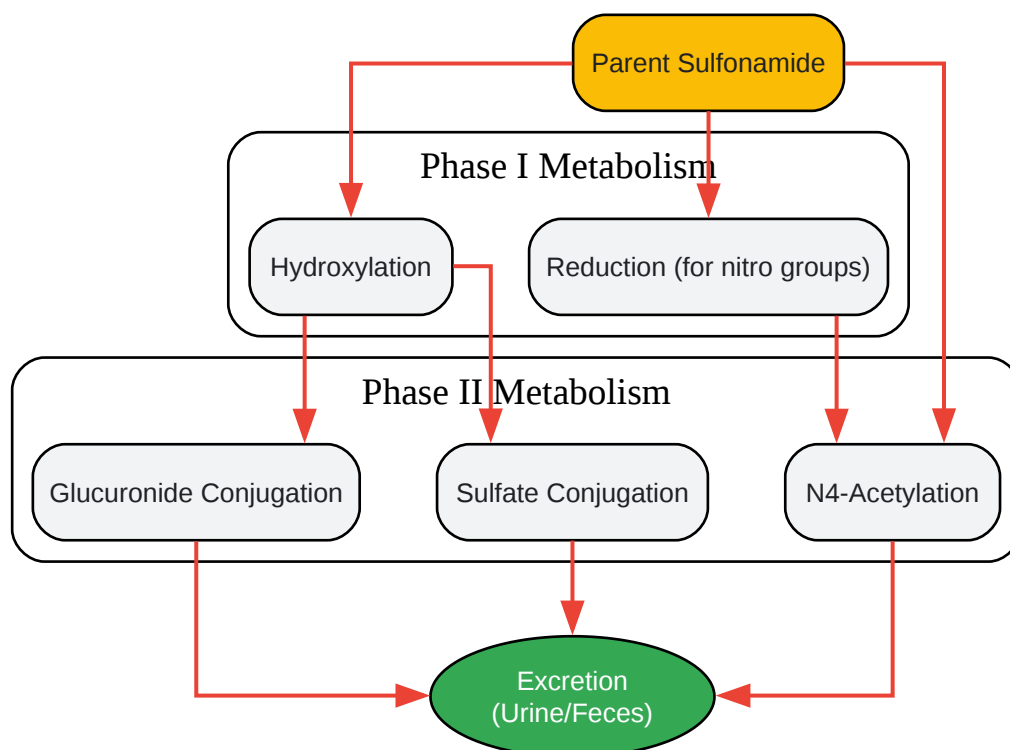 Parent Sulfonamide
Phase I Metabolism
Hydroxylation
Reduction (for nitro groups)
Phase II Metabolism
Glucuronide Conjugation
Sulfate Conjugation
N4-Acetylation
Excretion
(Urine/Feces)